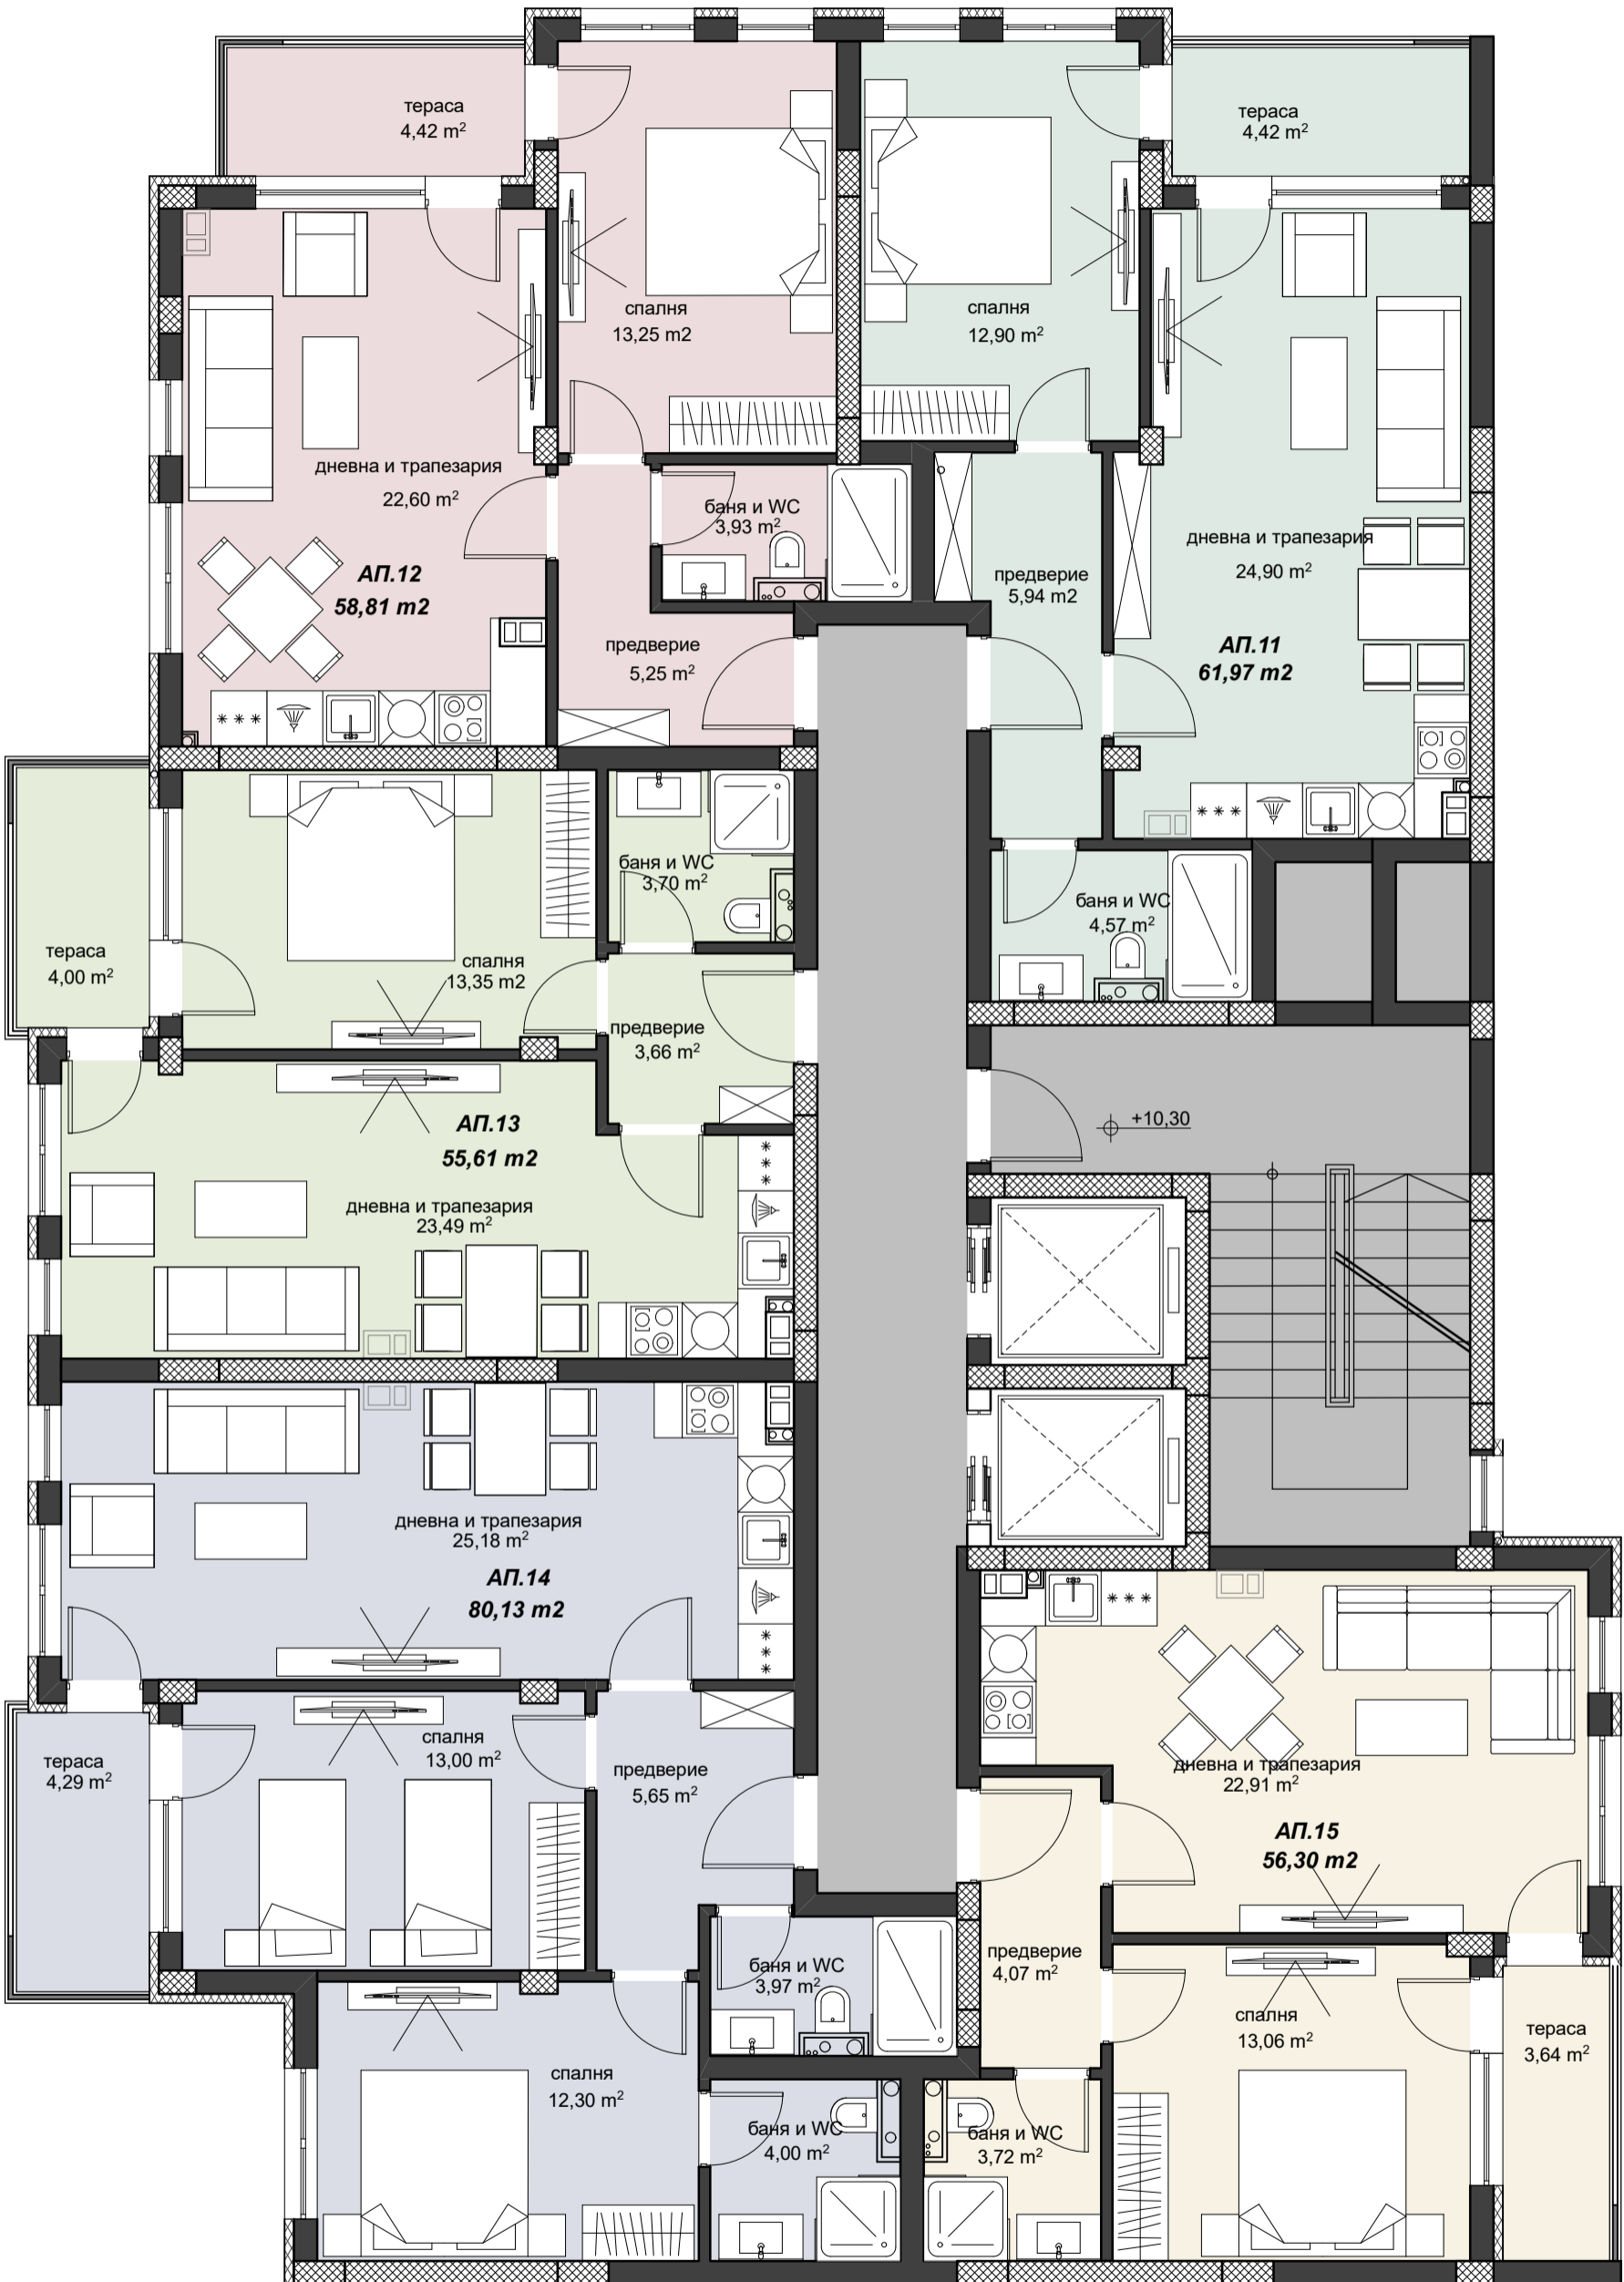 тераса
4,42 m²
тераса
4,42 m²
спалня
13,25 m2
спалня
12,90 m²
дневна и трапезария
22,60 m²
баня и WC
3,93 m²
дневна и трапезария
24,90 m²
АП.12
58,81 m2
предверие
5,94 m2
предверие
5,25 m²
АП.11
61,97 m2
баня и WC
3,70 m²
баня и WC
4,57 m²
тераса
4,00 m²
спалня
13,35 m2
предверие
3,66 m²
+10,30
АП.13
55,61 m2
дневна и трапезария
23,49 m²
дневна и трапезария
25,18 m²
АП.14
80,13 m2
спалня
13,00 m²
тераса
4,29 m²
предверие
5,65 m²
дневна и трапезария
22,91 m²
АП.15
56,30 m2
баня и WC
3,97 m²
предверие
4,07 m²
спалня
13,06 m²
тераса
3,64 m²
спалня
12,30 m²
баня и WC
4,00 m²
баня и WC
3,72 m²